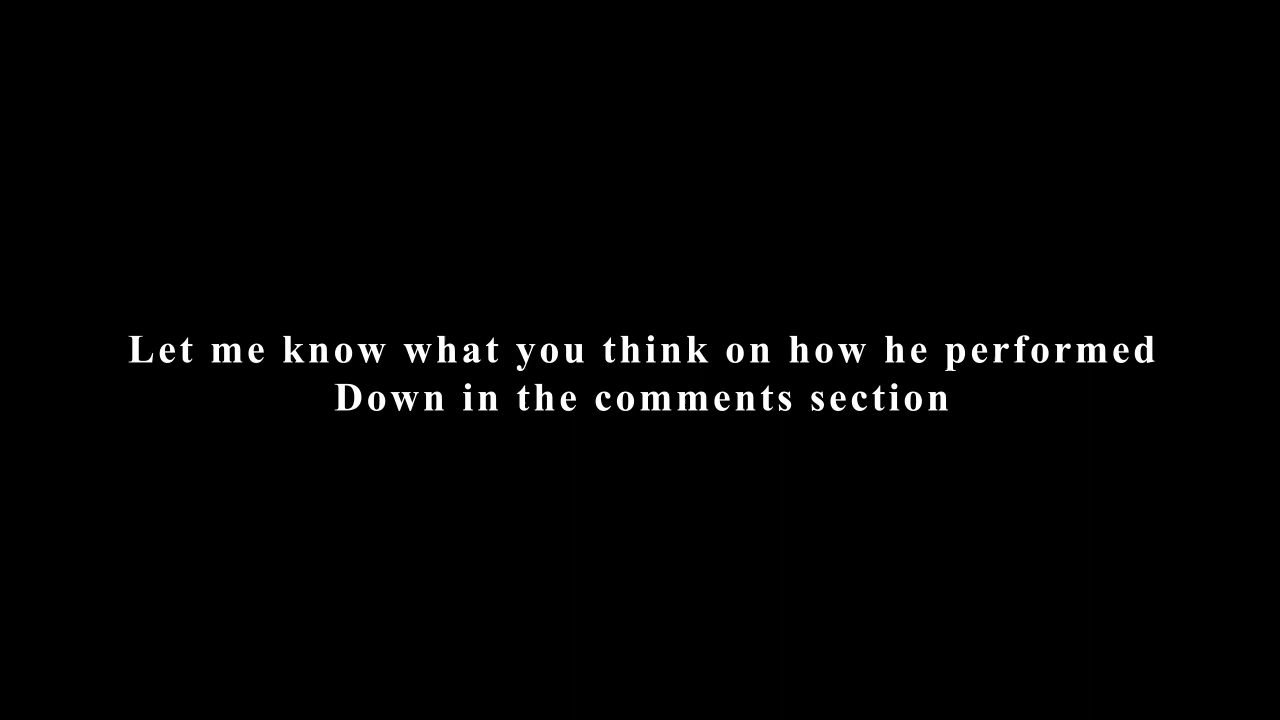 Let me know what you think on how he performed
Down in the comments section